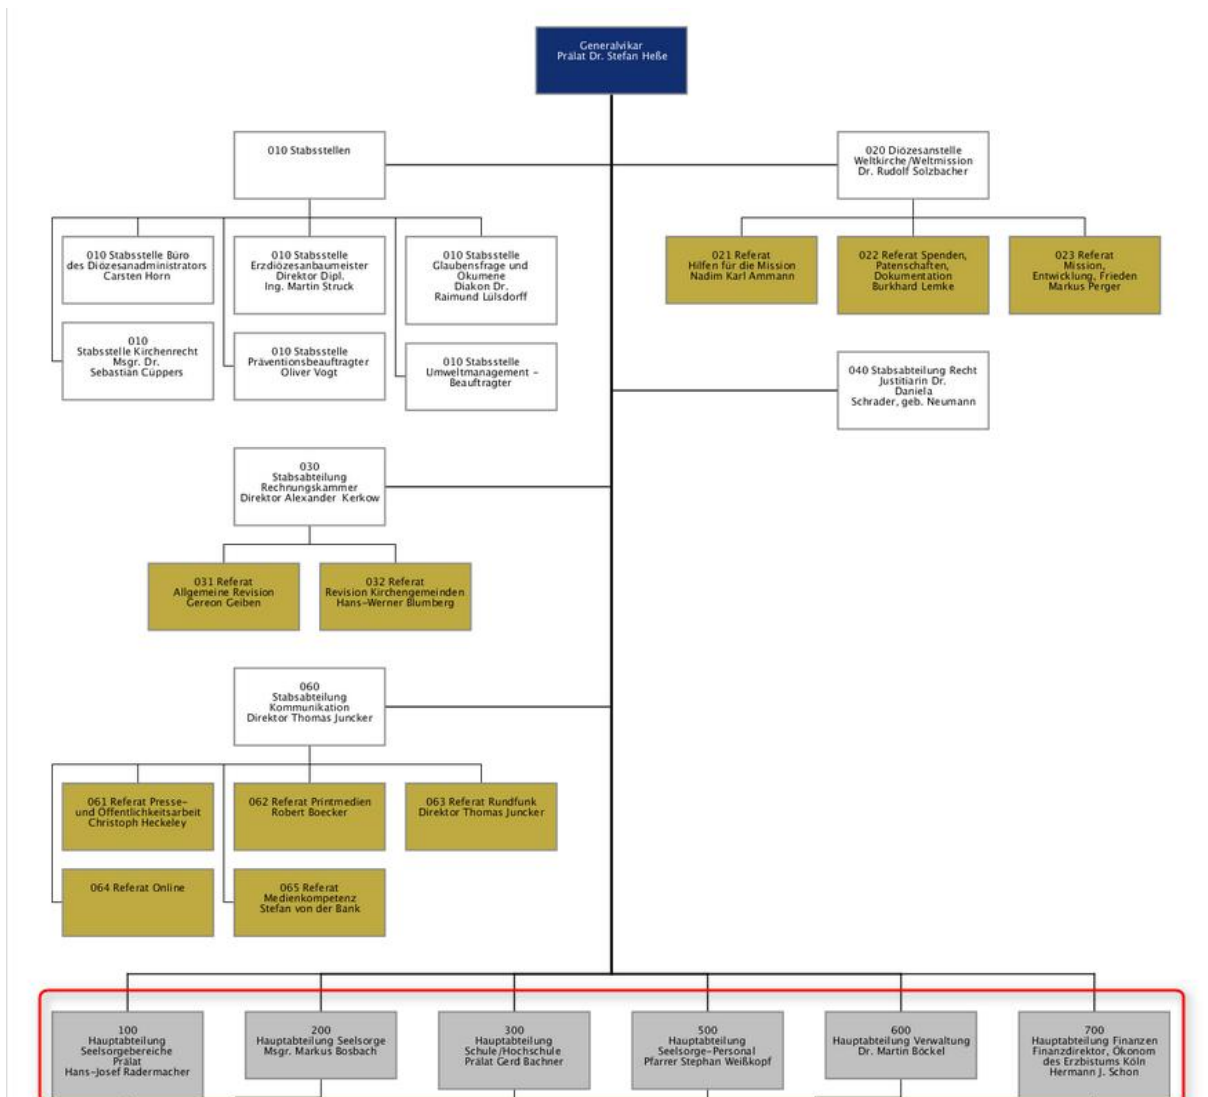 Generalvikar
Prälat Dr. Stefan Heße
010 Stabsstellen
020 Diözesanstelle
Weltkirche/Weltmission
Dr. Rudolf Solzbacher
010 Stabsstelle Büro
des Diözesanadministrators
Carsten Horn
010 Stabsstelle
Erzdiözesanbaumeister
Direktor Dipl.
Ing. Martin Struck
010 Stabsstelle
Glaubensfrage und
Ökumene
Diakon Dr.
Raimund Lülsdorff
021 Referat
Hilfen für die Mission
Nadim Karl Ammann
022 Referat Spenden,
Patenschaften,
Dokumentation
Burkhard Lemke
023 Referat
Mission,
Entwicklung, Frieden
Markus Perger
010
Stabsstelle Kirchenrecht
Msgr. Dr.
Sebastian Cüppers
010 Stabsstelle
Präventionsbeauftragter
Oliver Vogt
010 Stabsstelle
Umweltmanagement -
Beauftragter
040 Stabsabteilung Recht
Justitiarin Dr.
Daniela
Schrader, geb. Neumann
030
Stabsabteilung
Rechnungskammer
Direktor Alexander Kerkow
031 Referat
Allgemeine Revision
Gereon Geiben
032 Referat
Revision Kirchengemeinden
Hans-Werner Blumberg
060
Stabsabteilung
Kommunikation
Direktor Thomas Juncker
061 Referat Presse-
und Öffentlichkeitsarbeit
Christoph Heckeley
062 Referat Printmedien
Robert Boecker
063 Referat Rundfunk
Direktor Thomas Juncker
064 Referat Online
065 Referat
Medienkompetenz
Stefan von der Bank
100
Hauptabteilung
Seelsorgebereiche
Prälat
Hans-Josef Radermacher
200
Hauptabteilung Seelsorge
Msgr. Markus Bosbach
300
Hauptabteilung
Schule/Hochschule
Prälat Gerd Bachner
500
Hauptabteilung
Seelsorge-Personal
Pfarrer Stephan Weißkopf
600
Hauptabteilung Verwaltung
Dr. Martin Böckel
700
Hauptabteilung Finanzen
Finanzdirektor, Ökonom
des Erzbistums Köln
Hermann J. Schon